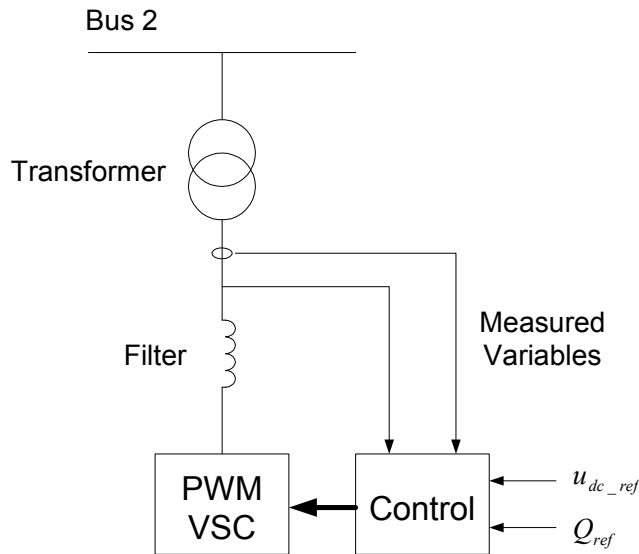 Bus 2
Transformer
Measured
Variables
Filter
PWM
VSC
Control
u_dc_ref
Q_ref